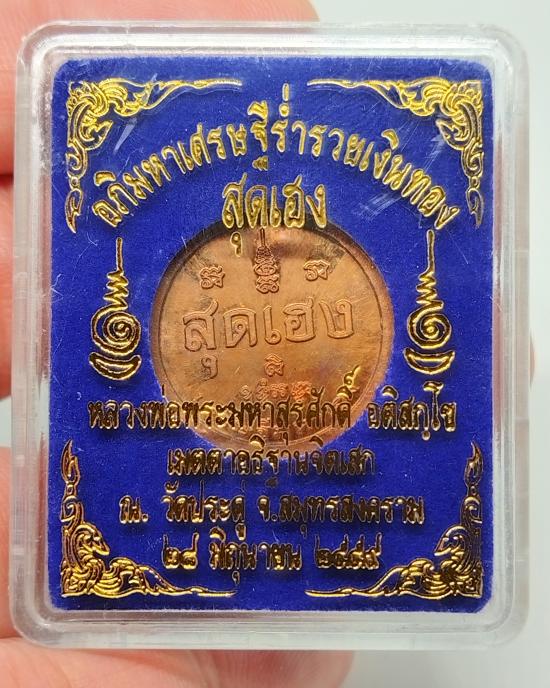 อภิมหาเศรษฐีร่ำรวยเงินทอง
สุดเฮง
สุดเฮง
หลวงพ่อพระมหาสุรศักดิ์ อติสกฺโข
เมตตาอธิฐานจิตเสก
ณ. วัดประดู่ จ.สมุทรสงคราม
๒๘ มิถุนายน ๒๕๕๙